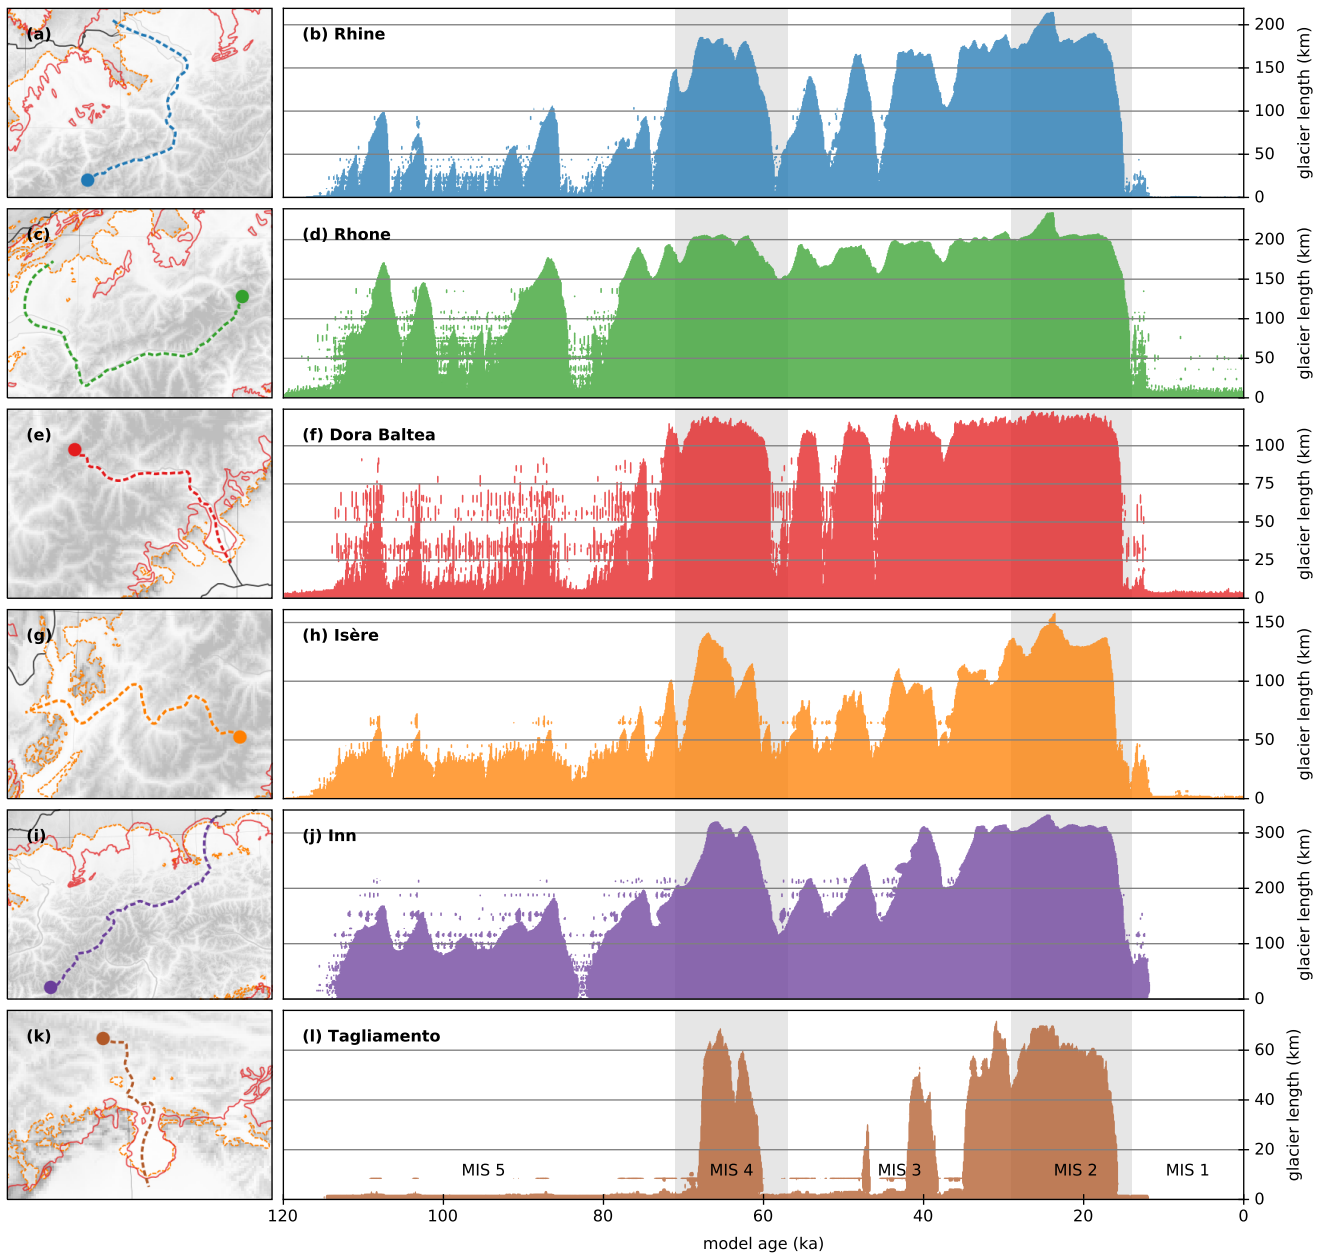 (a)
(b) Rhine
200
150
100
50
0
glacier length (km)
(c)
(d) Rhone
200
150
100
50
0
glacier length (km)
(e)
(f) Dora Baltea
100
75
50
25
0
glacier length (km)
(g)
(h) Isère
150
100
50
0
glacier length (km)
(i)
(j) Inn
300
200
100
0
glacier length (km)
(k)
(l) Tagliamento
60
40
20
0
glacier length (km)
MIS 5 MIS 4 MIS 3 MIS 2 MIS 1
120 100 80 60 40 20 0
model age (ka)